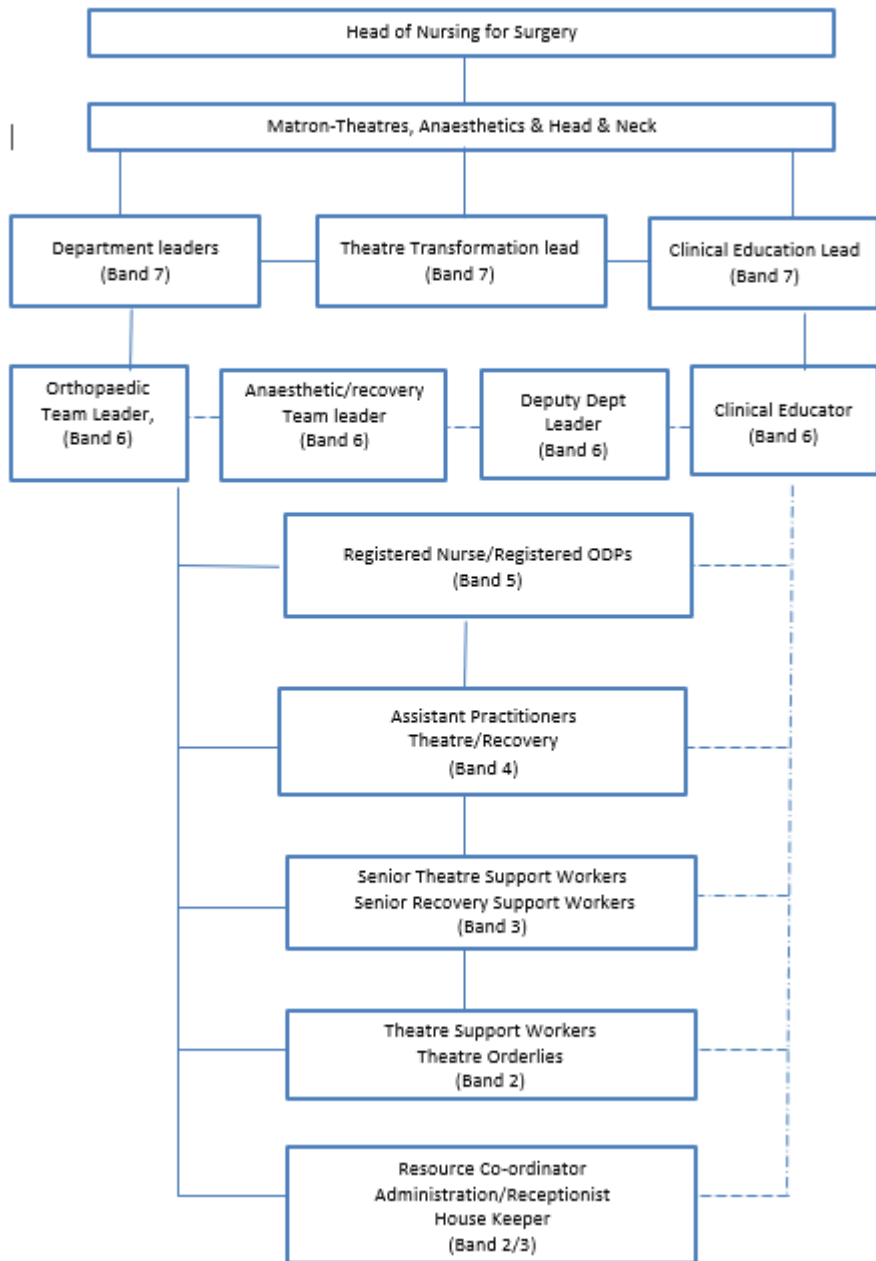 Head of Nursing for Surgery
Matron-Theatres, Anaesthetics & Head & Neck
Department leaders
(Band 7)
Theatre Transformation lead
(Band 7)
Clinical Education Lead
(Band 7)
Orthopaedic
Team Leader,
(Band 6)
Anaesthetic/recovery
Team leader
(Band 6)
Deputy Dept
Leader
(Band 6)
Clinical Educator
(Band 6)
Registered Nurse/Registered ODPs
(Band 5)
Assistant Practitioners
Theatre/Recovery
(Band 4)
Senior Theatre Support Workers
Senior Recovery Support Workers
(Band 3)
Theatre Support Workers
Theatre Orderlies
(Band 2)
Resource Co-ordinator
Administration/Receptionist
House Keeper
(Band 2/3)